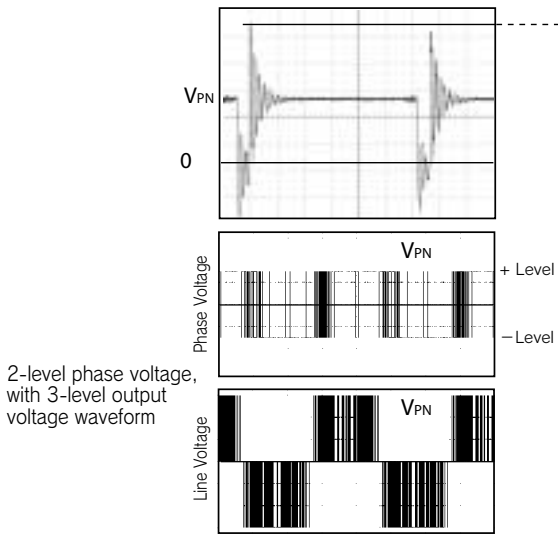 VPN
0
VPN
Phase Voltage
+ Level
－Level
2-level phase voltage,
with 3-level output
voltage waveform
VPN
Line Voltage